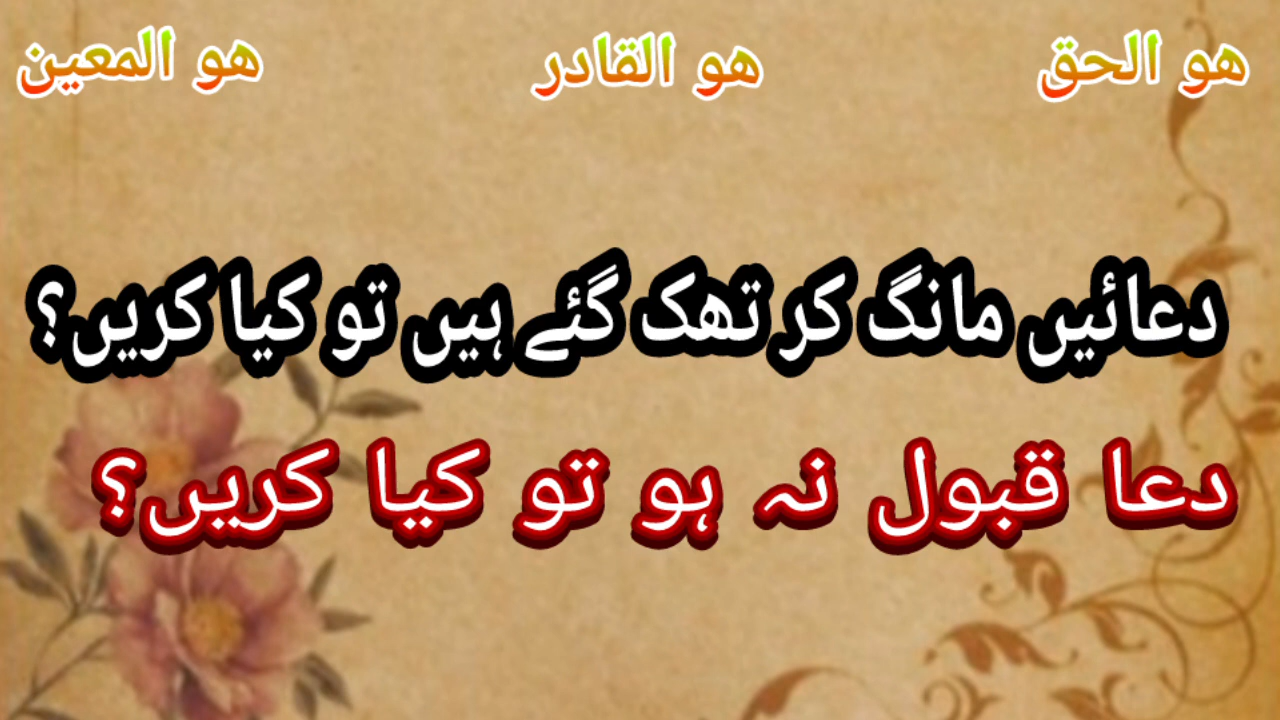 هو الحق هو القادر هو المعین
دعائیں مانگ کر تھک گئے ہیں تو کیا کریں؟
دعا قبول نہ ہو تو کیا کریں؟